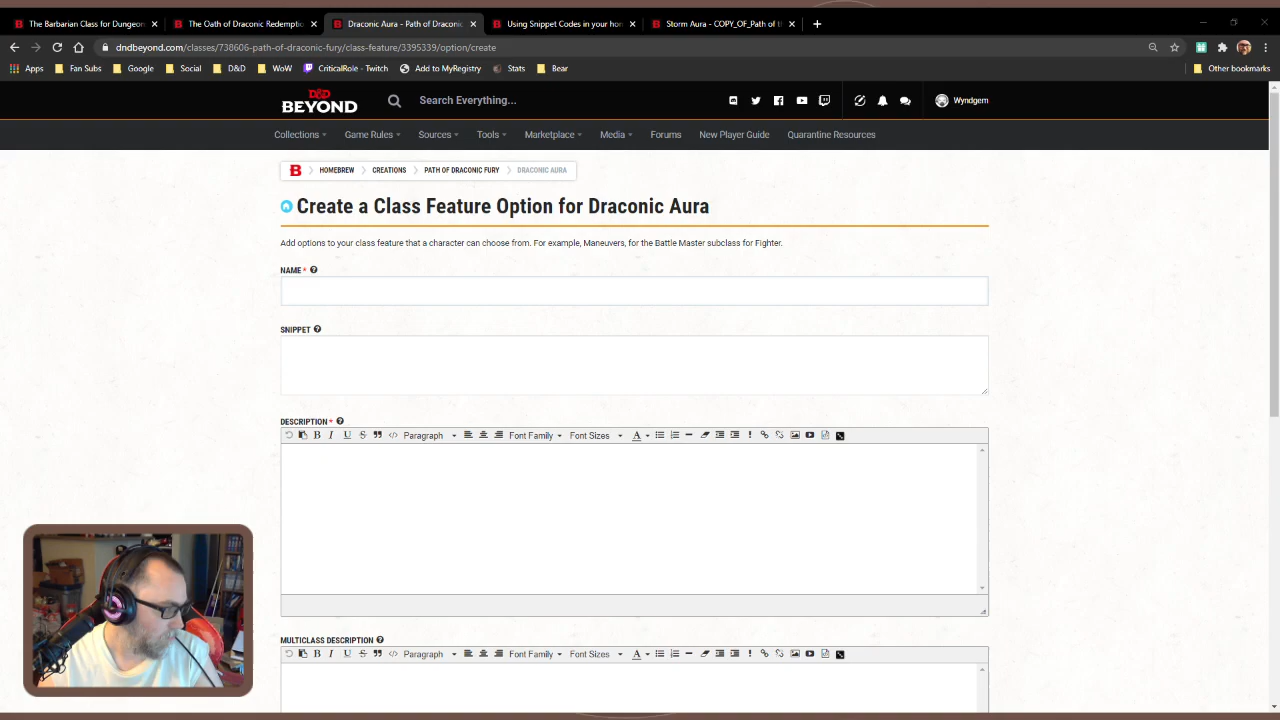 The Barbarian Class for Dungeon
The Oath of Draconic Redemptio
Draconic Aura - Path of Draconic
Using Snippet Codes in your hom
Storm Aura - COPY_OF_Path of th
dndbeyond.com/classes/738606-path-of-draconic-fury/class-feature/3395339/option/create
Apps
Fan Subs
Google
Social
D&D
WoW
CriticalRole - Twitch
Add to MyRegistry
Stats
Bear
Other bookmarks
D&D
BEYOND
Search Everything...
Wyndgem
Collections
Game Rules
Sources
Tools
Marketplace
Media
Forums
New Player Guide
Quarantine Resources
B
HOMEBREW
CREATIONS
PATH OF DRACONIC FURY
DRACONIC AURA
Create a Class Feature Option for Draconic Aura
Add options to your class feature that a character can choose from. For example, Maneuvers, for the Battle Master subclass for Fighter.
NAME *
SNIPPET
DESCRIPTION *
B I U S Paragraph Font Family Font Sizes A
MULTICLASS DESCRIPTION
B I U S Paragraph Font Family Font Sizes A